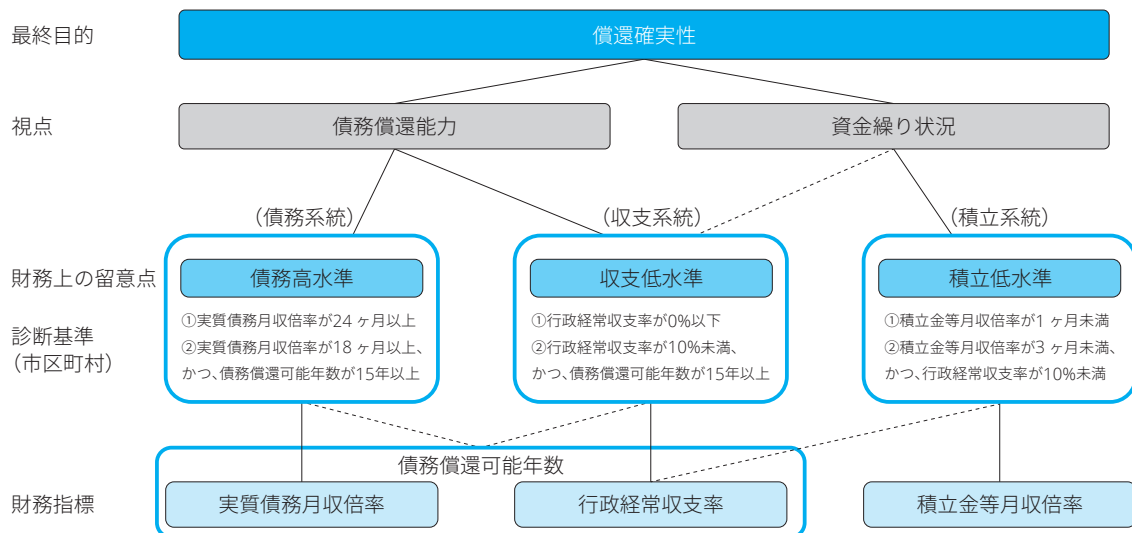 最終目的
償還確実性
視点
債務償還能力
資金繰り状況
(債務系統)
(収支系統)
(積立系統)
財務上の留意点
債務高水準
収支低水準
積立低水準
診断基準
(市区町村)
①実質債務月収倍率が24 ヶ月以上
②実質債務月収倍率が18 ヶ月以上、
かつ、債務償還可能年数が15年以上
①行政経常収支率が0%以下
②行政経常収支率が10%未満、
かつ、債務償還可能年数が15年以上
①積立金等月収倍率が1 ヶ月未満
②積立金等月収倍率が3 ヶ月未満、
かつ、行政経常収支率が10%未満
債務償還可能年数
財務指標
実質債務月収倍率
行政経常収支率
積立金等月収倍率